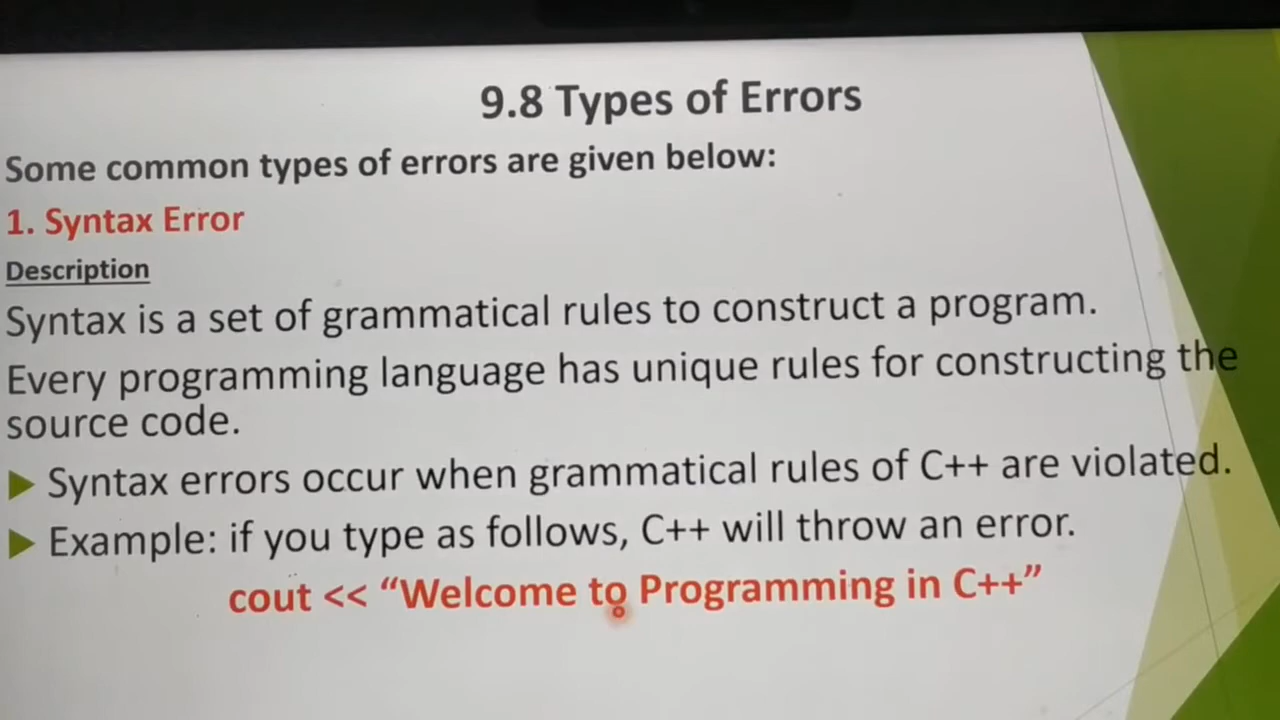 9.8 Types of Errors
Some common types of errors are given below:
1. Syntax Error
Description
Syntax is a set of grammatical rules to construct a program.
Every programming language has unique rules for constructing the
source code.
Syntax errors occur when grammatical rules of C++ are violated.
Example: if you type as follows, C++ will throw an error.
cout << “Welcome to Programming in C++”